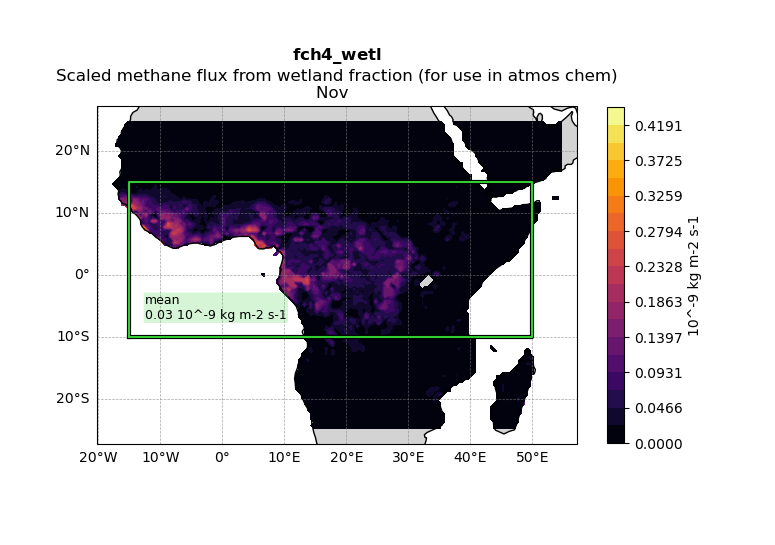 fch4_wetl
Scaled methane flux from wetland fraction (for use in atmos chem)
Nov
20°N
10°N
0°
10°S
20°S
mean
0.03 10^-9 kg m-2 s-1
20°W
10°W
0°
10°E
20°E
30°E
40°E
50°E
0.4191
0.3725
0.3259
0.2794
0.2328
0.1863
0.1397
0.0931
0.0466
0.0000
10^-9 kg m-2 s-1